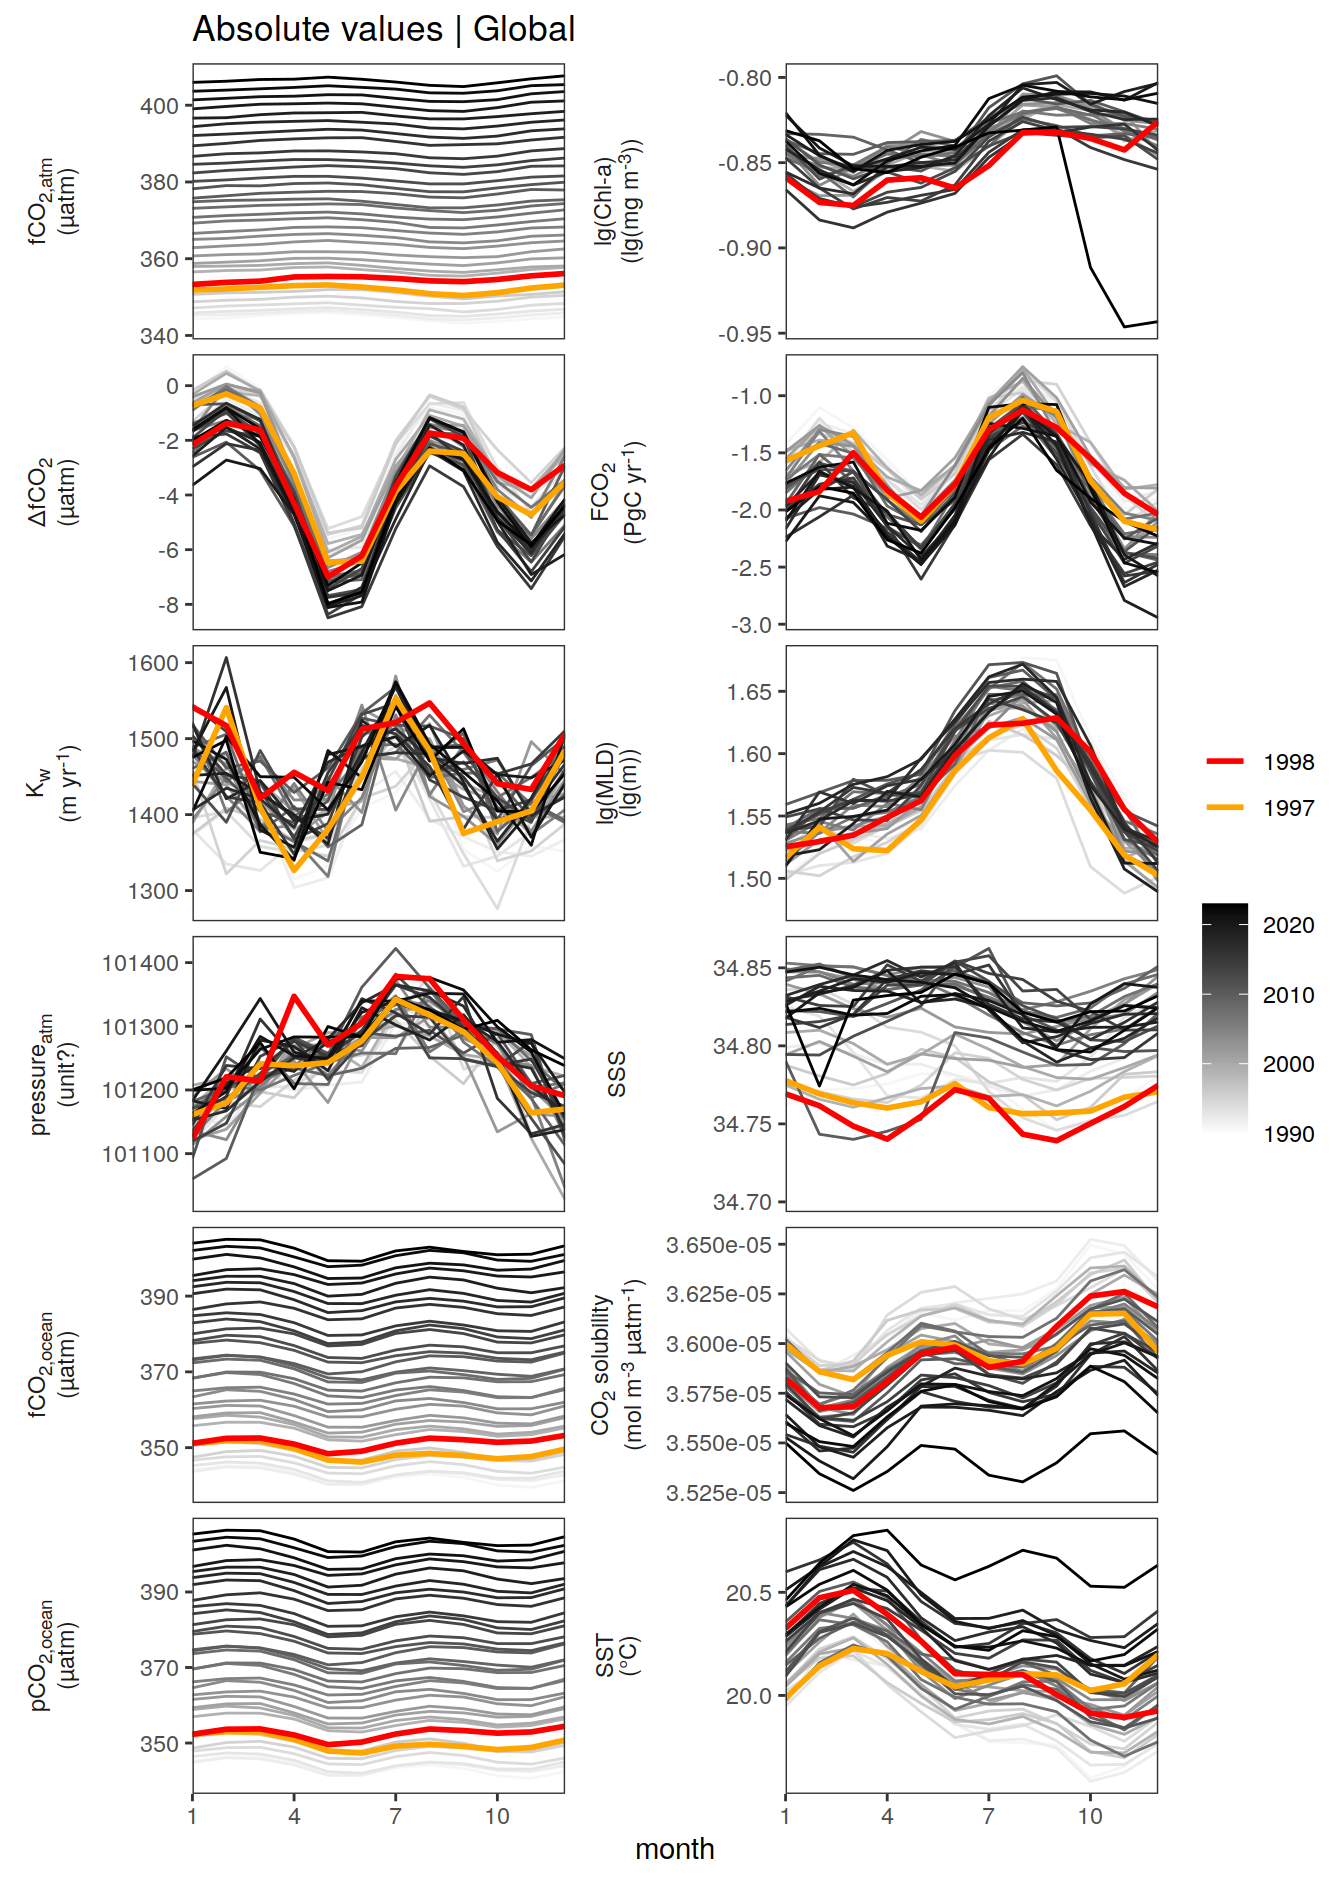 Absolute values | Global
fCO2,atm
(µatm)
400
380
360
340
lg(Chl-a)
(lg(mg m-3))
-0.80
-0.85
-0.90
-0.95
ΔfCO2
(µatm)
0
-2
-4
-6
-8
FCO2
(PgC yr-1)
-1.0
-1.5
-2.0
-2.5
-3.0
Kw
(m yr-1)
1600
1500
1400
1300
lg(MLD)
(lg(m))
1.65
1.60
1.55
1.50
pressureatm
(unit?)
101400
101300
101200
101100
SSS
34.85
34.80
34.75
34.70
fCO2,ocean
(µatm)
390
370
350
CO2 solubility
(mol m-3 µatm-1)
3.650e-05
3.625e-05
3.600e-05
3.575e-05
3.550e-05
3.525e-05
pCO2,ocean
(µatm)
390
370
350
SST
(°C)
20.5
20.0
1 4 7 10
1 4 7 10
month
1998
1997
2020
2010
2000
1990